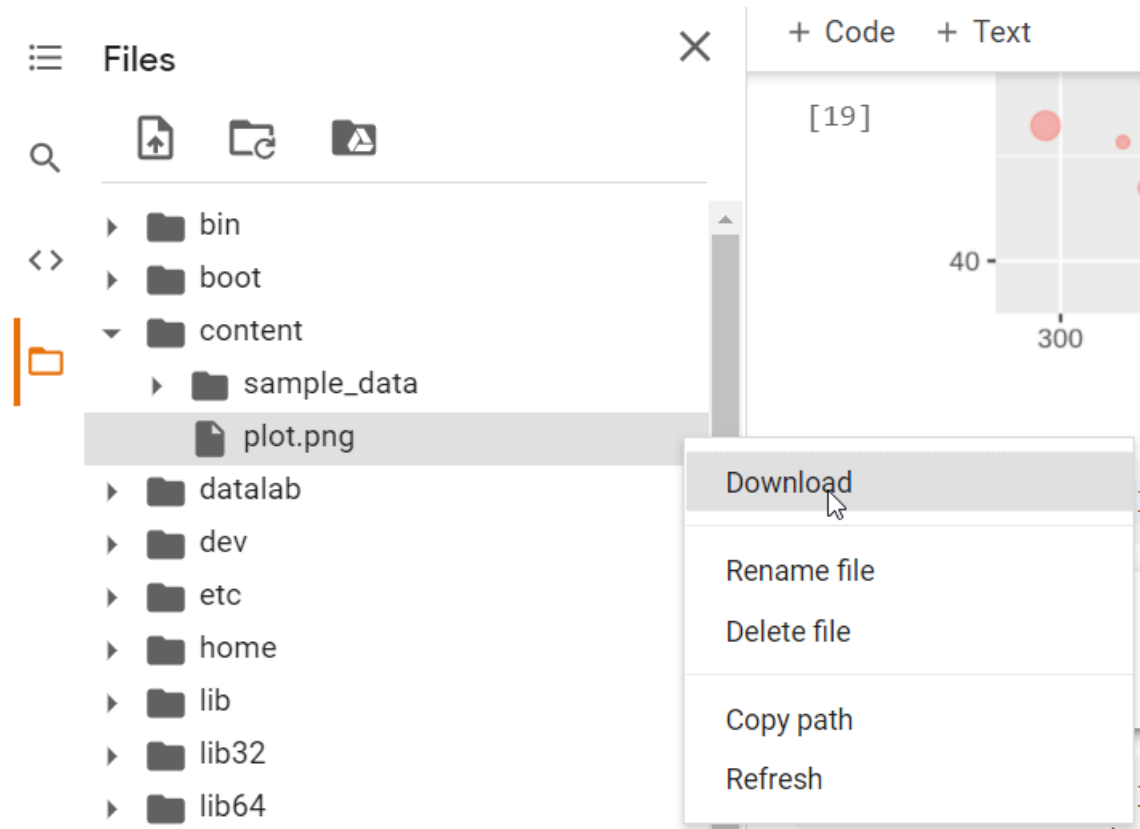 Files
bin
boot
content
sample_data
plot.png
datalab
dev
etc
home
lib
lib32
lib64
+ Code + Text
[19]
40
300
Download
Rename file
Delete file
Copy path
Refresh